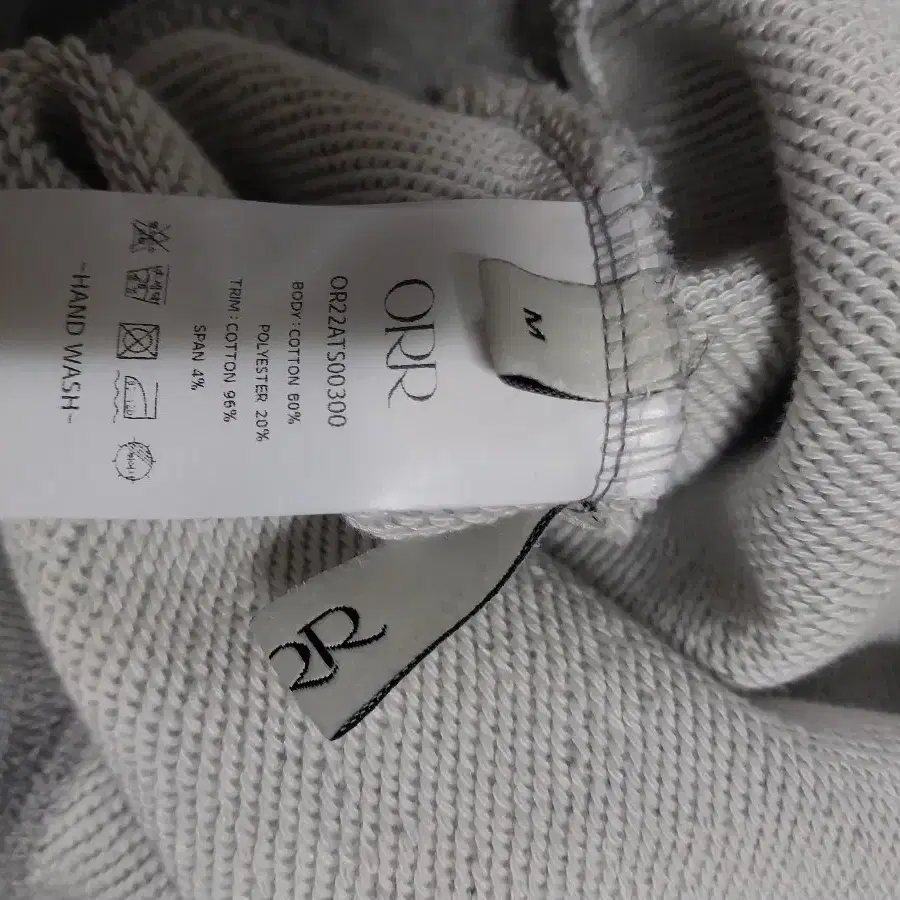 M
ORR
OR22ATS00300
BODY : COTTON 80%
POLYESTER 20%
TRIM : COTTON 96%
SPAN 4%
-HAND WASH-